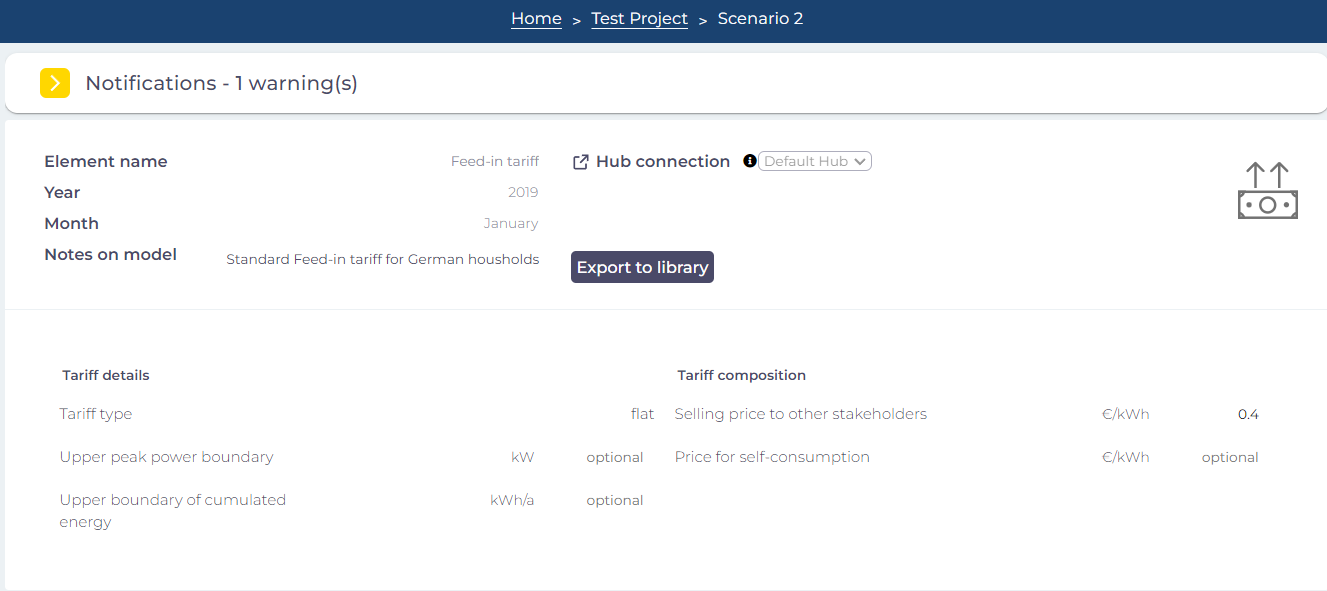 Home > Test Project > Scenario 2
Notifications - 1 warning(s)
Element name Feed-in tariff
Hub connection i Default Hub
Year 2019
Month January
Notes on model Standard Feed-in tariff for German housholds
Export to library
Tariff details
Tariff composition
Tariff type flat
Selling price to other stakeholders €/kWh 0.4
Upper peak power boundary kW optional
Price for self-consumption €/kWh optional
Upper boundary of cumulated kWh/a optional
energy